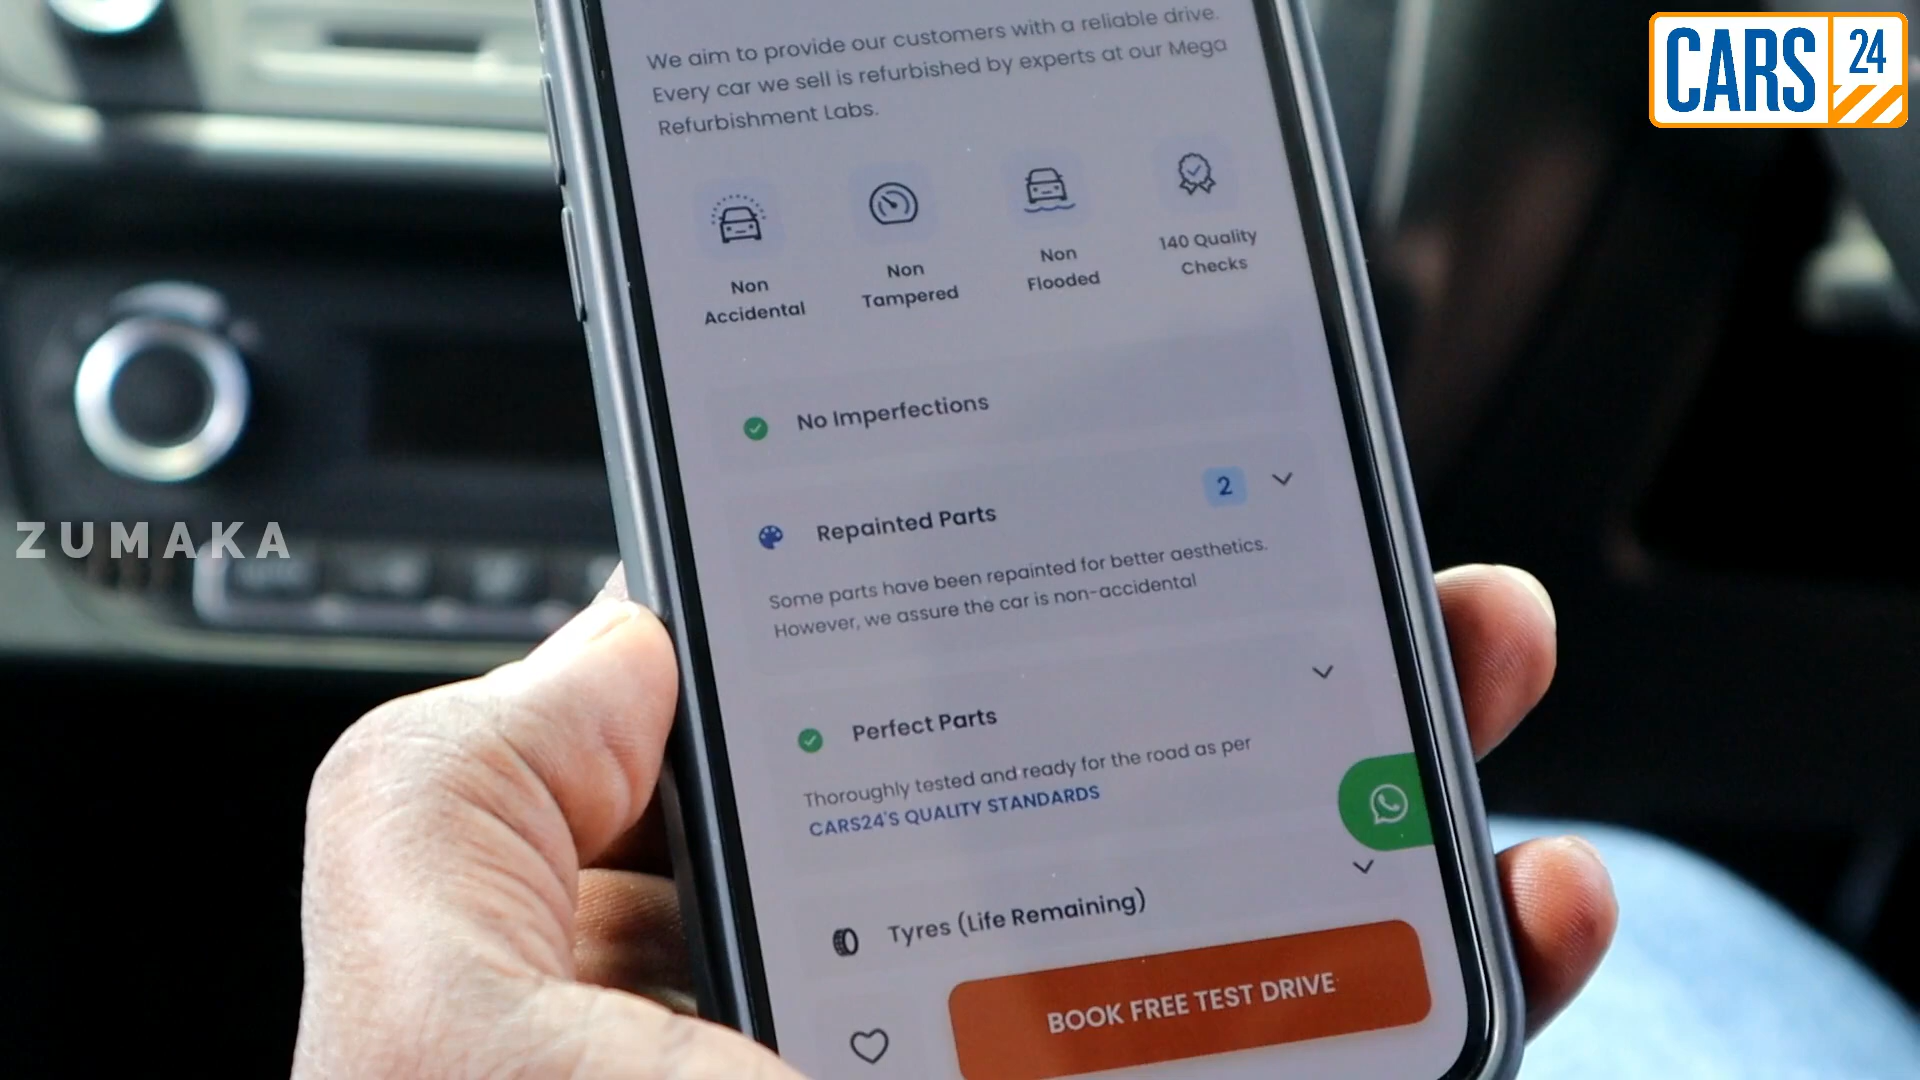 We aim to provide our customers with a reliable drive.
Every car we sell is refurbished by experts at our Mega
Refurbishment Labs.
CARS 24
Non
Accidental
Non
Tampered
Non
Flooded
140 Quality
Checks
No Imperfections
Repainted Parts
2
Some parts have been repainted for better aesthetics.
However, we assure the car is non-accidental
ZUMAKA
Perfect Parts
Thoroughly tested and ready for the road as per
CARS24'S QUALITY STANDARDS
Tyres (Life Remaining)
BOOK FREE TEST DRIVE